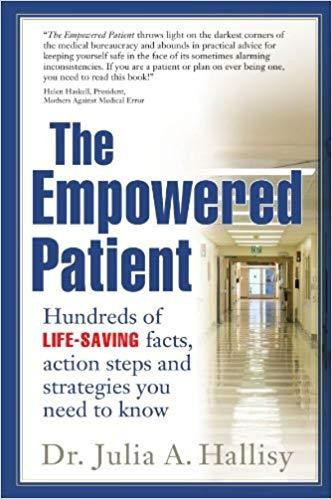 "The Empowered Patient throws light on the darkest corners
of the medical bureaucracy and abounds in practical advice for
keeping yourself safe in the face of its sometimes alarming
inconsistencies. If you are a patient or plan on ever being one,
you need to read this book!"
Helen Haskell, President,
Mothers Against Medical Error
The
Empowered
Patient
Hundreds of
LIFE-SAVING facts,
action steps and
strategies you
need to know
Dr. Julia A. Hallisy